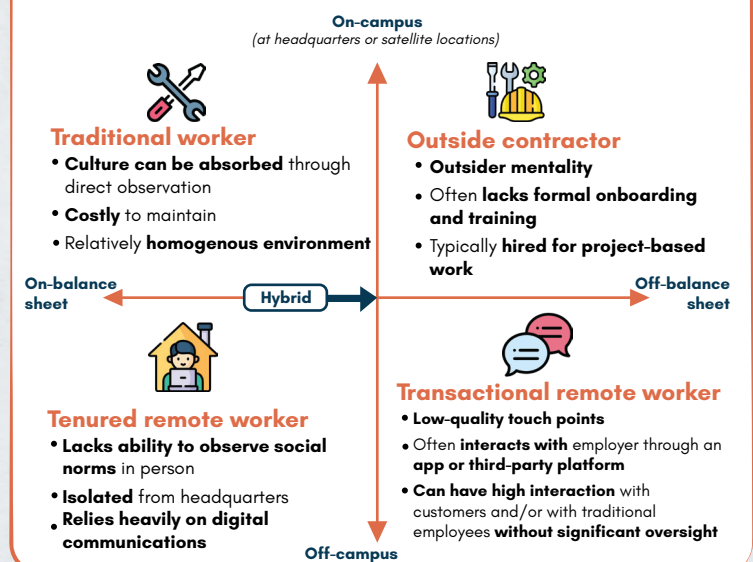 On-campus
(at headquarters or satellite locations)
Traditional worker
• Culture can be absorbed through
direct observation
• Costly to maintain
• Relatively homogenous environment
Outside contractor
• Outsider mentality
• Often lacks formal onboarding
and training
• Typically hired for project-based
work
On-balance
sheet
Hybrid
Off-balance
sheet
Tenured remote worker
• Lacks ability to observe social
norms in person
• Isolated from headquarters
• Relies heavily on digital
communications
Transactional remote worker
• Low-quality touch points
• Often interacts with employer through an
app or third-party platform
• Can have high interaction with
customers and/or with traditional
employees without significant oversight
Off-campus